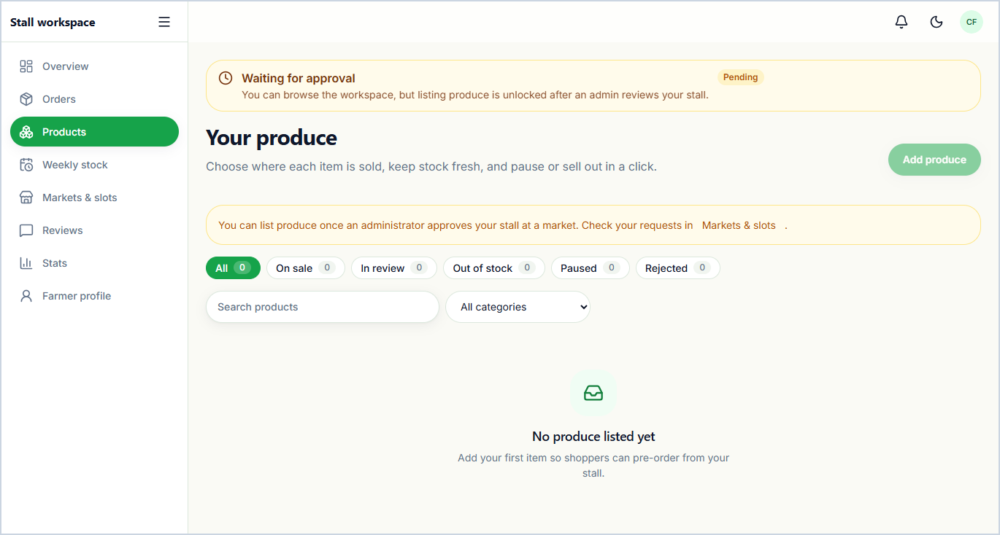 Stall workspace
CF
Overview
Orders
Products
Weekly stock
Markets & slots
Reviews
Stats
Farmer profile
Waiting for approval
Pending
You can browse the workspace, but listing produce is unlocked after an admin reviews your stall.
Your produce
Choose where each item is sold, keep stock fresh, and pause or sell out in a click.
Add produce
You can list produce once an administrator approves your stall at a market. Check your requests in Markets & slots .
All 0 On sale 0 In review 0 Out of stock 0 Paused 0 Rejected 0
Search products All categories
No produce listed yet
Add your first item so shoppers can pre-order from your
stall.